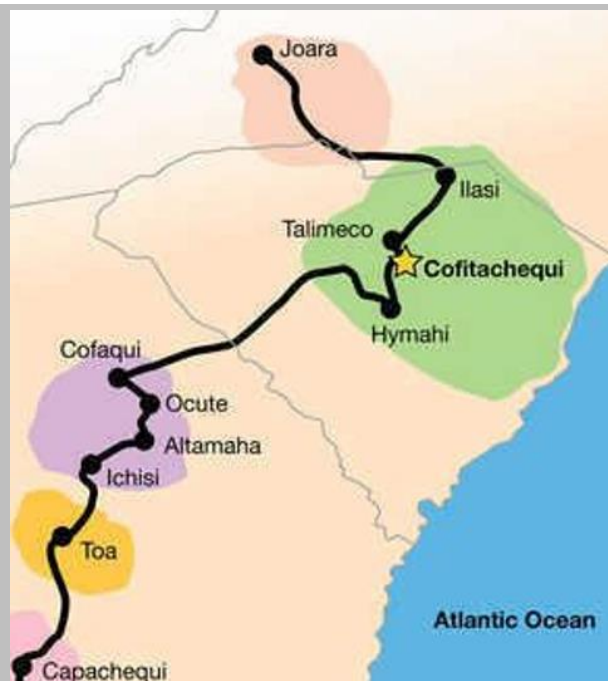 Joara
Ilasi
Talimeco
Cofitachequi
Hymahi
Cofaqui
Ocute
Altamaha
Ichisi
Toa
Atlantic Ocean
Capachequi